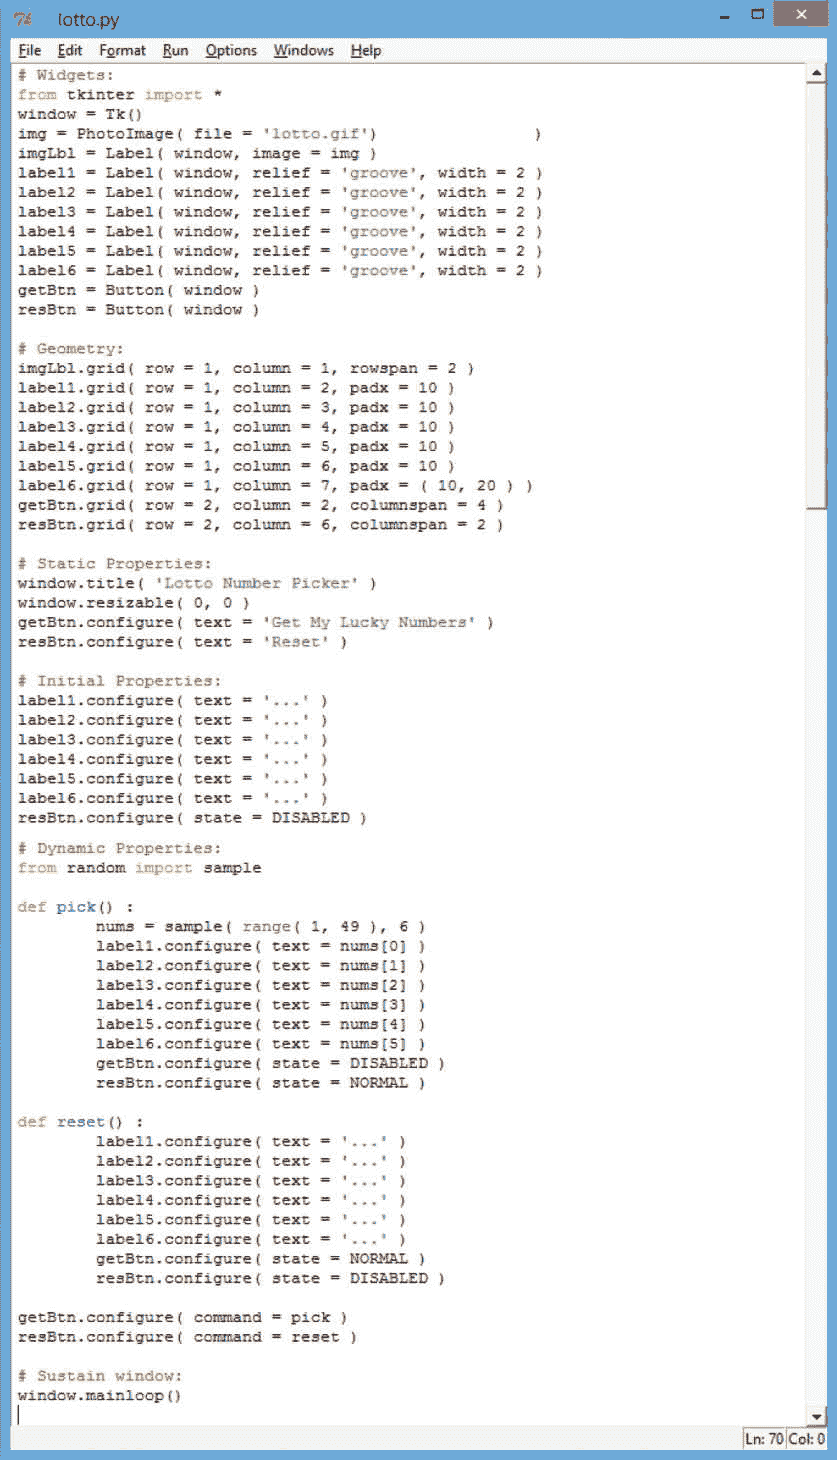 lotto.py
File Edit Format Run Options Windows Help
# Widgets:
from tkinter import *
window = Tk()
img = PhotoImage( file = 'lotto.gif')                )
imgLbl = Label( window, image = img )
label1 = Label( window, relief = 'groove', width = 2 )
label2 = Label( window, relief = 'groove', width = 2 )
label3 = Label( window, relief = 'groove', width = 2 )
label4 = Label( window, relief = 'groove', width = 2 )
label5 = Label( window, relief = 'groove', width = 2 )
label6 = Label( window, relief = 'groove', width = 2 )
getBtn = Button( window )
resBtn = Button( window )

# Geometry:
imgLbl.grid( row = 1, column = 1, rowspan = 2 )
label1.grid( row = 1, column = 2, padx = 10 )
label2.grid( row = 1, column = 3, padx = 10 )
label3.grid( row = 1, column = 4, padx = 10 )
label4.grid( row = 1, column = 5, padx = 10 )
label5.grid( row = 1, column = 6, padx = 10 )
label6.grid( row = 1, column = 7, padx = ( 10, 20 ) )
getBtn.grid( row = 2, column = 2, columnspan = 4 )
resBtn.grid( row = 2, column = 6, columnspan = 2 )

# Static Properties:
window.title( 'Lotto Number Picker' )
window.resizable( 0, 0 )
getBtn.configure( text = 'Get My Lucky Numbers' )
resBtn.configure( text = 'Reset' )

# Initial Properties:
label1.configure( text = '...' )
label2.configure( text = '...' )
label3.configure( text = '...' )
label4.configure( text = '...' )
label5.configure( text = '...' )
label6.configure( text = '...' )
resBtn.configure( state = DISABLED )
# Dynamic Properties:
from random import sample

def pick() :
        nums = sample( range( 1, 49 ), 6 )
        label1.configure( text = nums[0] )
        label2.configure( text = nums[1] )
        label3.configure( text = nums[2] )
        label4.configure( text = nums[3] )
        label5.configure( text = nums[4] )
        label6.configure( text = nums[5] )
        getBtn.configure( state = DISABLED )
        resBtn.configure( state = NORMAL )

def reset() :
        label1.configure( text = '...' )
        label2.configure( text = '...' )
        label3.configure( text = '...' )
        label4.configure( text = '...' )
        label5.configure( text = '...' )
        label6.configure( text = '...' )
        getBtn.configure( state = NORMAL )
        resBtn.configure( state = DISABLED )

getBtn.configure( command = pick )
resBtn.configure( command = reset )

# Sustain window:
window.mainloop()
Ln: 70 Col: 0